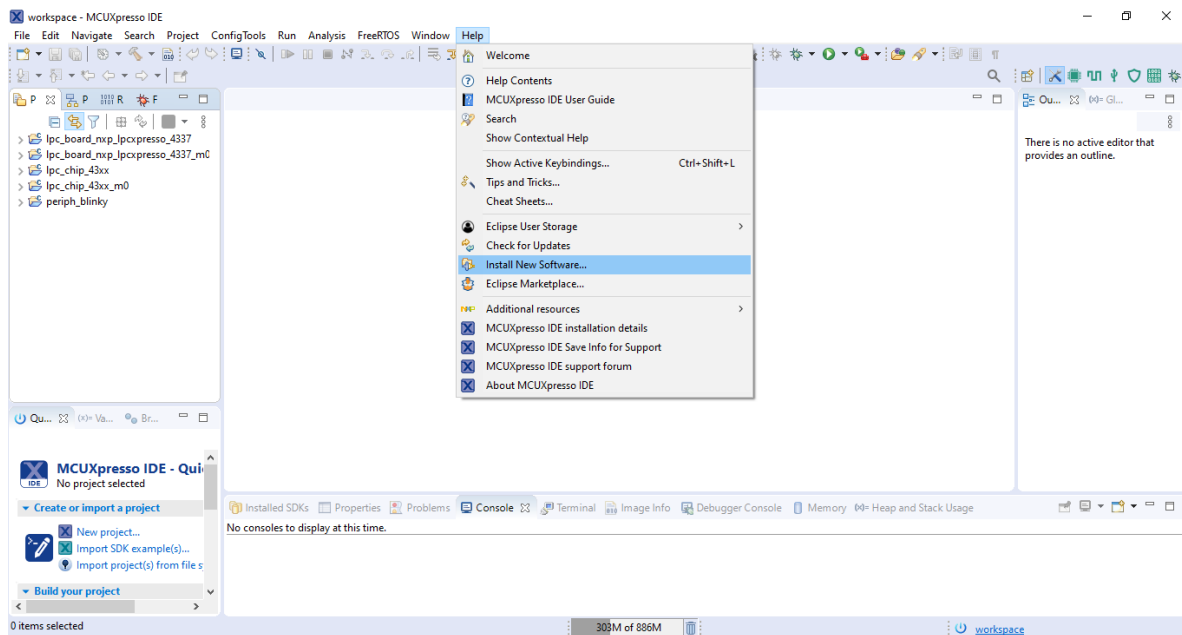 workspace - MCUXpresso IDE
File Edit Navigate Search Project ConfigTools Run Analysis FreeRTOS Window Help
Welcome
Help Contents
MCUXpresso IDE User Guide
Search
Show Contextual Help
Show Active Keybindings... Ctrl+Shift+L
Tips and Tricks...
Cheat Sheets...
Eclipse User Storage
Check for Updates
Install New Software...
Eclipse Marketplace...
Additional resources
MCUXpresso IDE installation details
MCUXpresso IDE Save Info for Support
MCUXpresso IDE support forum
About MCUXpresso IDE
P P R F
lpc_board_nxp_lpcxpresso_4337
lpc_board_nxp_lpcxpresso_4337_m0
lpc_chip_43xx
lpc_chip_43xx_m0
periph_blinky
Ou... (x)= Gl...
There is no active editor that
provides an outline.
Qu... (x)= Va... Br...
MCUXpresso IDE - Qui
IDE
No project selected
Create or import a project
New project...
Import SDK example(s)...
Import project(s) from file s
Build your project
Installed SDKs Properties Problems Console Terminal Image Info Debugger Console Memory Heap and Stack Usage
No consoles to display at this time.
0 items selected
303M of 886M
workspace